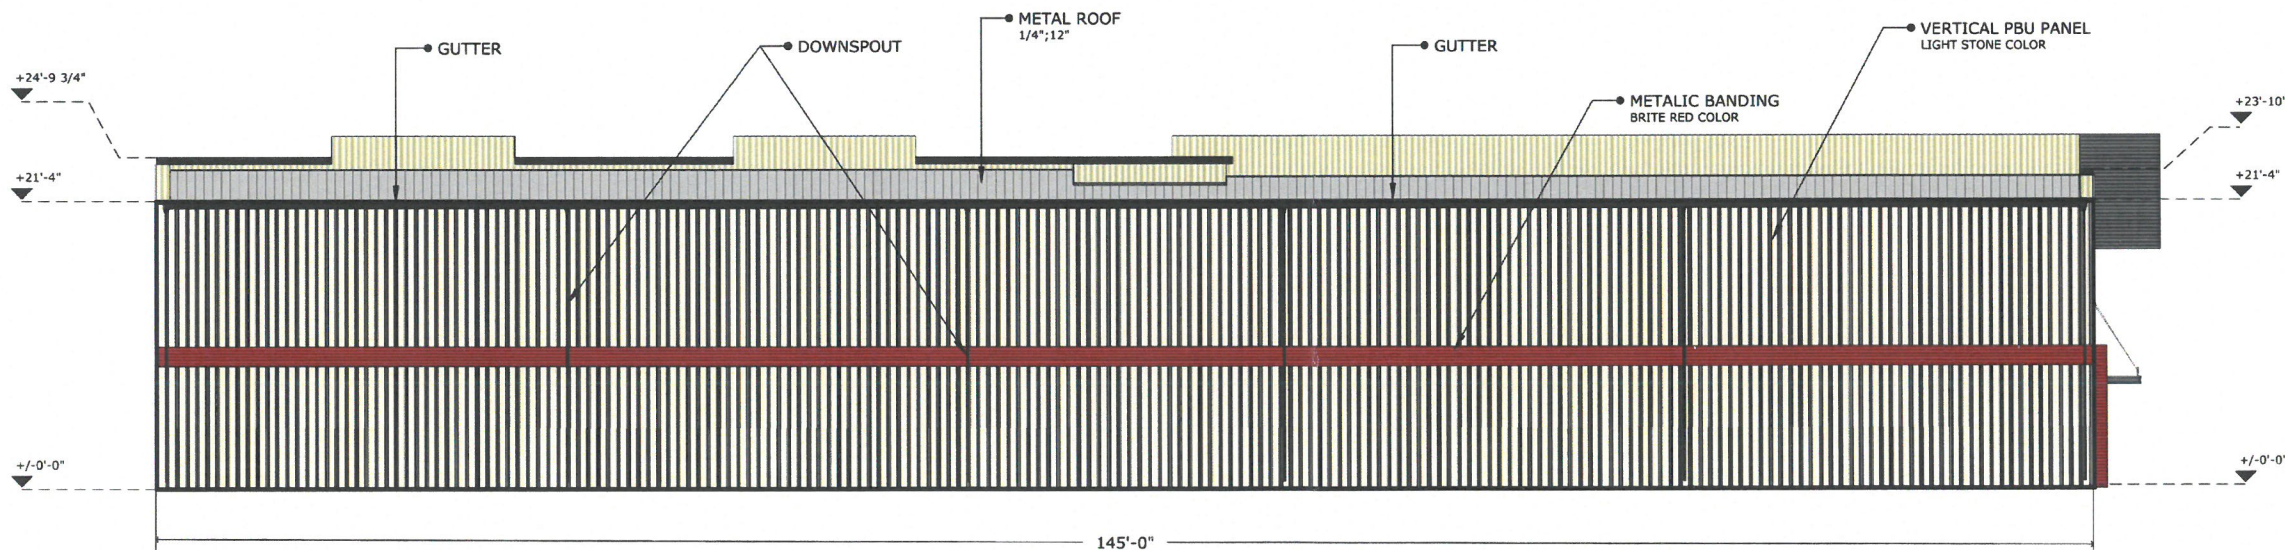 METAL ROOF
1/4";12"
GUTTER
DOWNSPOUT
GUTTER
VERTICAL PBU PANEL
LIGHT STONE COLOR
+24'-9 3/4"
METALIC BANDING
BRITE RED COLOR
+23'-10"
+21'-4"
+21'-4"
+/-0'-0"
+/-0'-0"
145'-0"